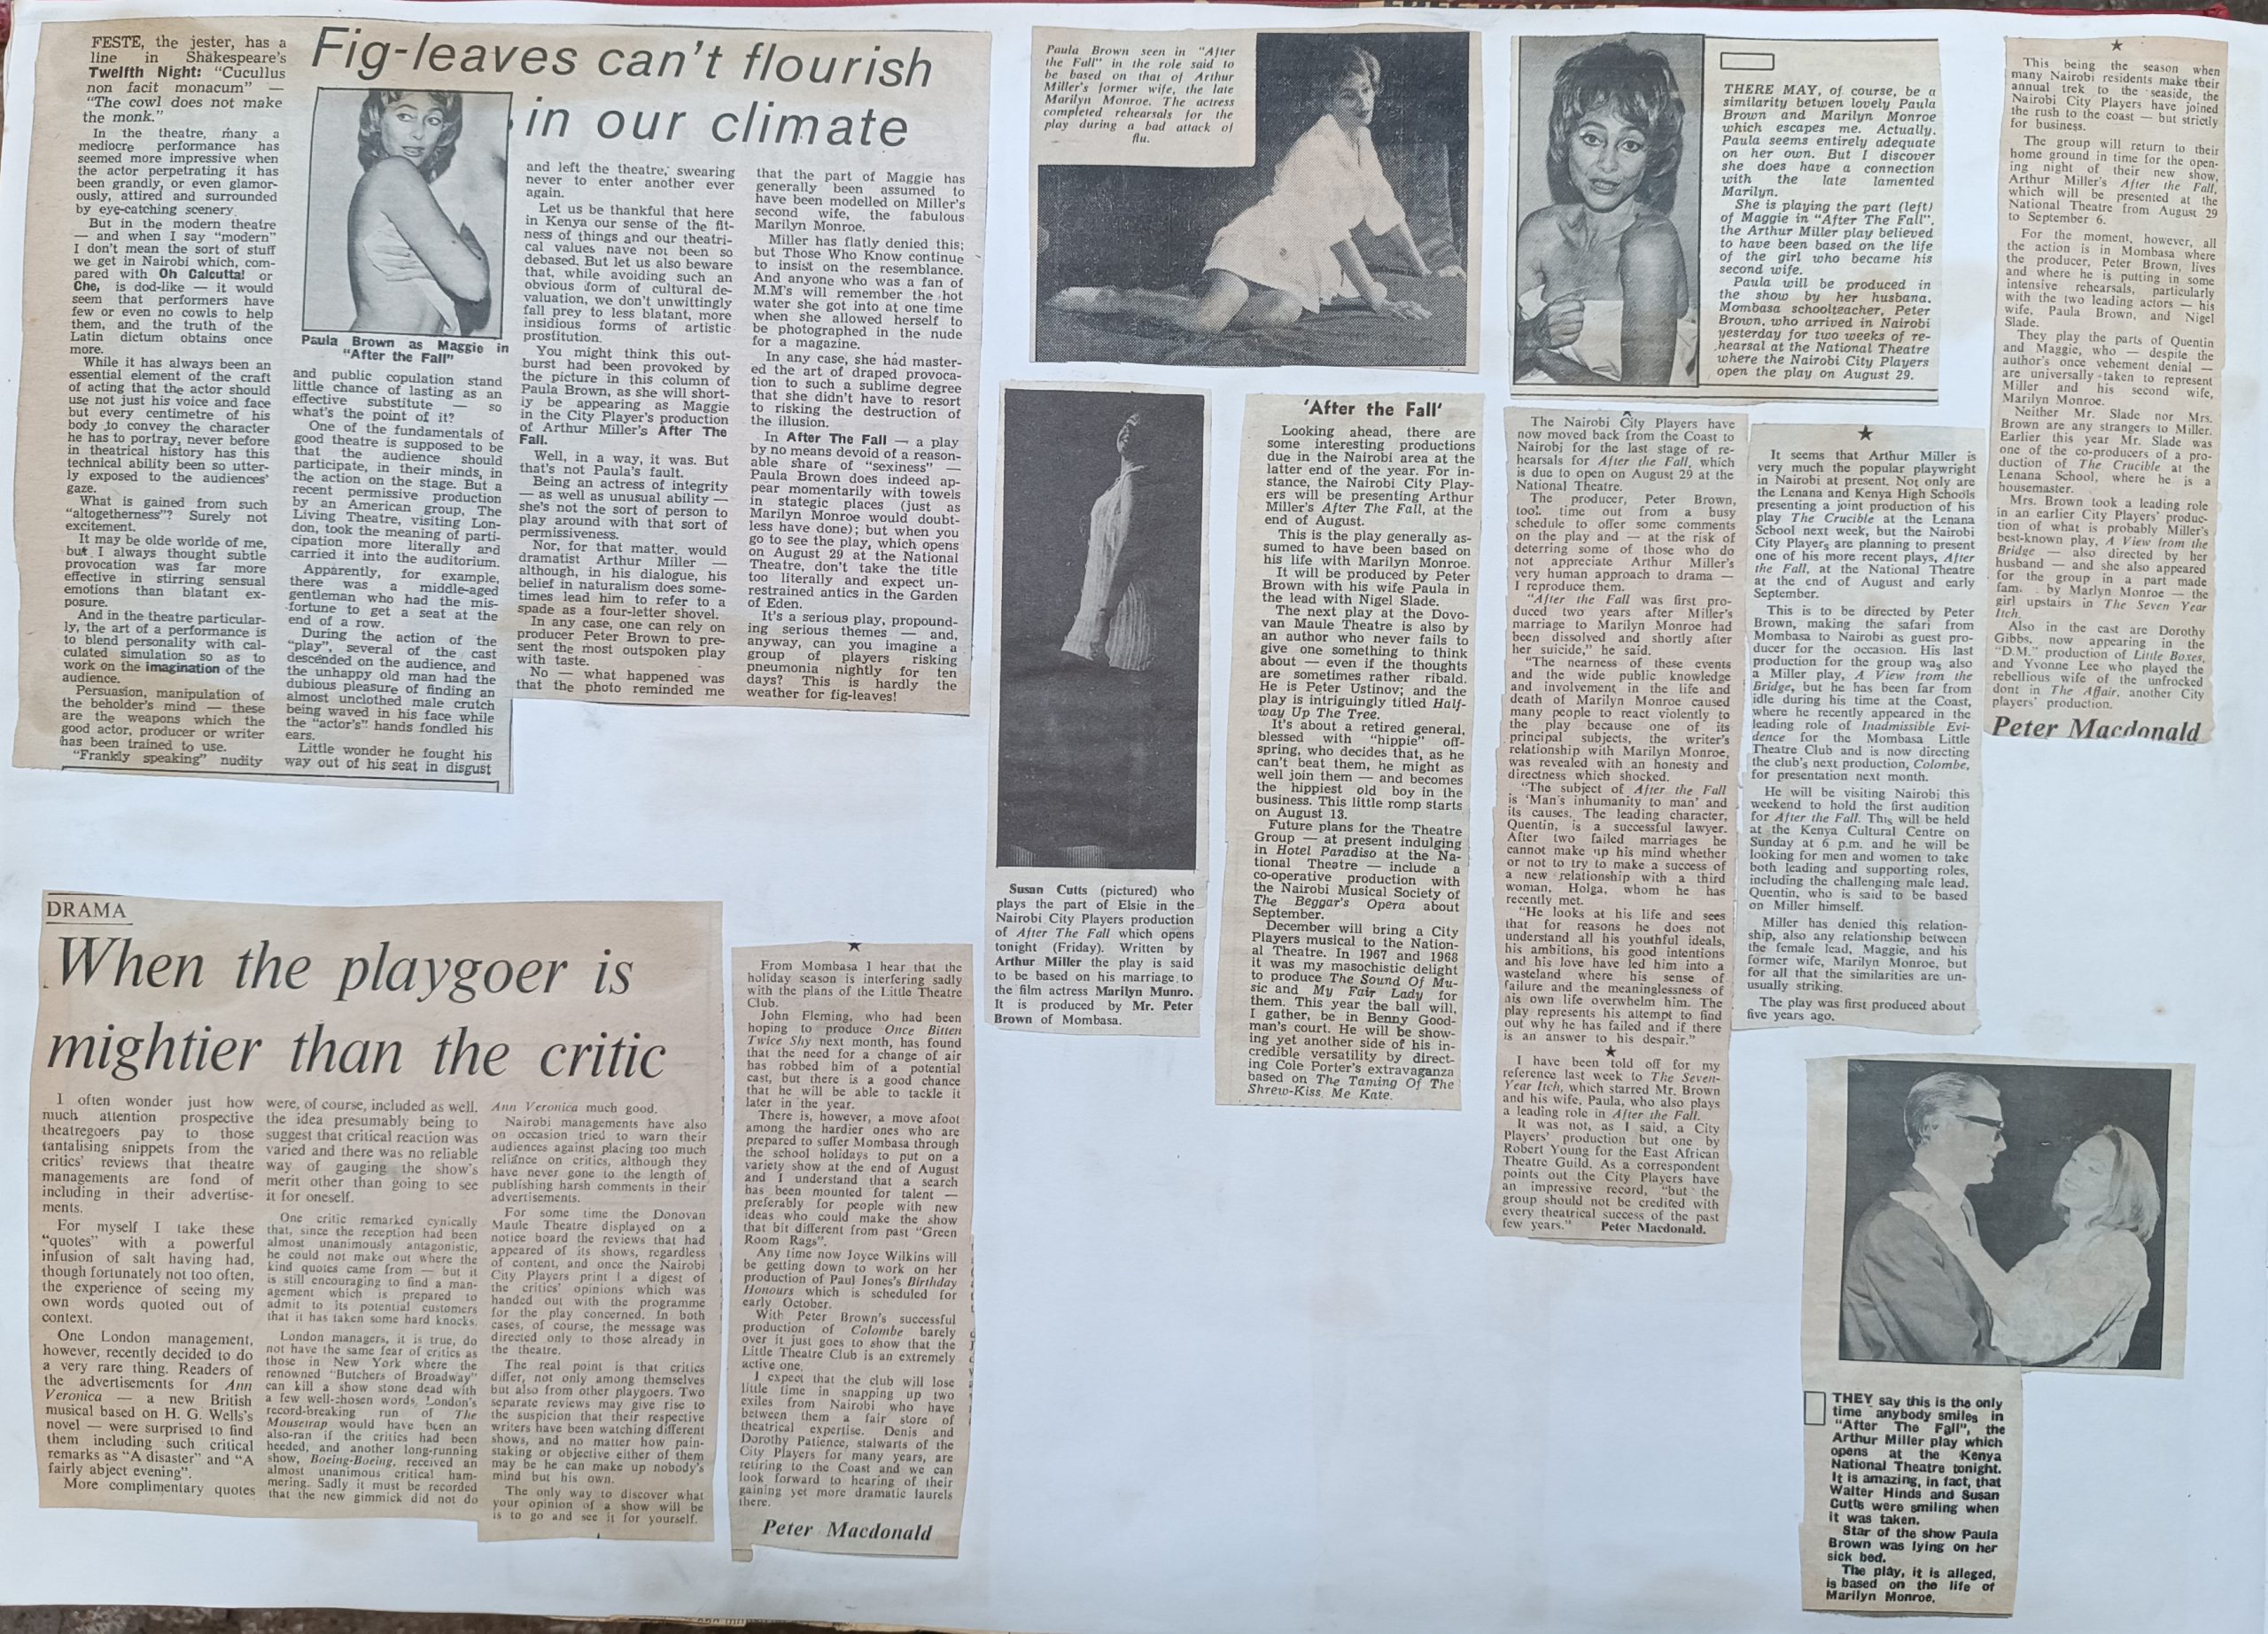 Fig-leaves can't flourish
in our climate
FESTE, the jester, has a
line in Shakespeare's
Twelfth Night: "Cucullus
non facit monacum" —
"The cowl does not make
the monk."
In the theatre, many a
mediocre performance has
seemed more impressive when
the actor perpetrating it has
been grandly, or even glamor-
ously, attired and surrounded
by eye-catching scenery.
But in the modern theatre
— and when I say "modern"
I don't mean the sort of stuff
we get in Nairobi which, com-
pared with Oh Calcutta! or
Che, is dod-like — it would
seem that performers have
few or even no cowls to help
them, and the truth of the
Latin dictum obtains once
more.
While it has always been an
essential element of the craft
of acting that the actor should
use not just his voice and face
but every centimetre of his
body to convey the character
he has to portray, never before
in theatrical history has this
technical ability been so utter-
ly exposed to the audiences'
gaze.
What is gained from such
"altogetherness"? Surely not
excitement.
It may be olde worlde of me,
but I always thought subtle
provocation was far more
effective in stirring sensual
emotions than blatant ex-
posure.
And in the theatre particular-
ly, the art of a performance is
to blend personality with cal-
culated simulation so as to
work on the imagination of the
audience.
Persuasion, manipulation of
the beholder's mind — these
are the weapons which the
good actor, producer or writer
has been trained to use.
"Frankly speaking" nudity
Paula Brown as Maggie in
"After the Fall"
and public copulation stand
little chance of lasting as an
effective substitute — so
what's the point of it?
One of the fundamentals of
good theatre is supposed to be
that the audience should
participate, in their minds, in
the action on the stage. But a
recent permissive production
by an American group, The
Living Theatre, visiting Lon-
don, took the meaning of parti-
cipation more literally and
carried it into the auditorium.
Apparently, for example,
there was a middle-aged
gentleman who had the mis-
fortune to get a seat at the
end of a row.
During the action of the
"play", several of the cast
descended on the audience, and
the unhappy old man had the
dubious pleasure of finding an
almost unclothed male crutch
being waved in his face while
the "actor's" hands fondled his
ears.
Little wonder he fought his
way out of his seat in disgust
and left the theatre, swearing
never to enter another ever
again.
Let us be thankful that here
in Kenya our sense of the fit-
ness of things and our theatri-
cal values nave not been so
debased. But let us also beware
that, while avoiding such an
obvious form of cultural de-
valuation, we don't unwittingly
fall prey to less blatant, more
insidious forms of artistic
prostitution.
You might think this out-
burst had been provoked by
the picture in this column of
Paula Brown, as she will short-
ly be appearing as Maggie
in the City Player's production
of Arthur Miller's After The
Fall.
Well, in a way, it was. But
that's not Paula's fault.
Being an actress of integrity
— as well as unusual ability —
she's not the sort of person to
play around with that sort of
permissiveness.
Nor, for that matter, would
dramatist Arthur Miller —
although, in his dialogue, his
belief in naturalism does some-
times lead him to refer to a
spade as a four-letter shovel.
In any case, one can rely on
producer Peter Brown to pre-
sent the most outspoken play
with taste.
No — what happened was
that the photo reminded me
that the part of Maggie has
generally been assumed to
have been modelled on Miller's
second wife, the fabulous
Marilyn Monroe.
Miller has flatly denied this;
but Those Who Know continue
to insist on the resemblance.
And anyone who was a fan of
M.M's will remember the hot
water she got into at one time
when she allowed herself to
be photographed in the nude
for a magazine.
In any case, she had master-
ed the art of draped provoca-
tion to such a sublime degree
that she didn't have to resort
to risking the destruction of
the illusion.
In After The Fall — a play
by no means devoid of a reason-
able share of "sexiness" —
Paula Brown does indeed ap-
pear momentarily with towels
in stategic places (just as
Marilyn Monroe would doubt-
less have done); but when you
go to see the play, which opens
on August 29 at the National
Theatre, don't take the title
too literally and expect un-
restrained antics in the Garden
of Eden.
It's a serious play, propound-
ing serious themes — and,
anyway, can you imagine a
group of players risking
pneumonia nightly for ten
days? This is hardly the
weather for fig-leaves!
Paula Brown seen in "After
the Fall" in the role said to
be based on that of Arthur
Miller's former wife, the late
Marilyn Monroe. The actress
completed rehearsals for the
play during a bad attack of
flu.
THERE MAY, of course, be a
similarity betwen lovely Paula
Brown and Marilyn Monroe
which escapes me. Actually.
Paula seems entirely adequate
on her own. But I discover
she does have a connection
with the late lamented
Marilyn.
She is playing the part (left)
of Maggie in "After The Fall",
the Arthur Miller play believed
to have been based on the life
of the girl who became his
second wife.
Paula will be produced in
the show by her husbana,
Mombasa schoolteacher, Peter
Brown, who arrived in Nairobi
yesterday for two weeks of re-
hearsal at the National Theatre
where the Nairobi City Players
open the play on August 29.
This being the season when
many Nairobi residents make their
annual trek to the seaside, the
Nairobi City Players have joined
the rush to the coast — but strictly
for business.
The group will return to their
home ground in time for the open-
ing night of their new show,
Arthur Miller's After the Fall,
which will be presented at the
National Theatre from August 29
to September 6.
For the moment, however, all
the action is in Mombasa where
the producer, Peter Brown, lives
and where he is putting in some
intensive rehearsals, particularly
with the two leading actors — his
wife, Paula Brown, and Nigel
Slade.
They play the parts of Quentin
and Maggie, who — despite the
author's once vehement denial —
are universally taken to represent
Miller and his second wife,
Marilyn Monroe.
Neither Mr. Slade nor Mrs.
Brown are any strangers to Miller.
Earlier this year Mr. Slade was
one of the co-producers of a pro-
duction of The Crucible at the
Lenana School, where he is a
housemaster.
Mrs. Brown took a leading role
in an earlier City Players' produc-
tion of what is probably Miller's
best-known play, A View from the
Bridge — also directed by her
husband — and she also appeared
for the group in a part made
fam. . by Marlyn Monroe — the
girl upstairs in The Seven Year
Itch.
Also in the cast are Dorothy
Gibbs, now appearing in the
"D.M." production of Little Boxes,
and Yvonne Lee who played the
rebellious wife of the unfrocked
dont in The Affair, another City
players' production.
Peter Macdonald
Susan Cutts (pictured) who
plays the part of Elsie in the
Nairobi City Players production
of After The Fall which opens
tonight (Friday). Written by
Arthur Miller the play is said
to be based on his marriage to
the film actress Marilyn Munro.
It is produced by Mr. Peter
Brown of Mombasa.
'After the Fall'
Looking ahead, there are
some interesting productions
due in the Nairobi area at the
latter end of the year. For in-
stance, the Nairobi City Play-
ers will be presenting Arthur
Miller's After The Fall, at the
end of August.
This is the play generally as-
sumed to have been based on
his life with Marilyn Monroe.
It will be produced by Peter
Brown with his wife Paula in
the lead with Nigel Slade.
The next play at the Dovo-
van Maule Theatre is also by
an author who never fails to
give one something to think
about — even if the thoughts
are sometimes rather ribald.
He is Peter Ustinov; and the
play is intriguingly titled Half-
way Up The Tree.
It's about a retired general,
blessed with "hippie" off-
spring, who decides that, as he
can't beat them, he might as
well join them — and becomes
the hippiest old boy in the
business. This little romp starts
on August 13.
Future plans for the Theatre
Group — at present indulging
in Hotel Paradiso at the Na-
tional Theatre — include a
co-operative production with
the Nairobi Musical Society of
The Beggar's Opera about
September.
December will bring a City
Players musical to the Nation-
al Theatre. In 1967 and 1968
it was my masochistic delight
to produce The Sound Of Mu-
sic and My Fair Lady for
them. This year the ball will,
I gather, be in Benny Good-
man's court. He will be show-
ing yet another side of his in-
credible versatility by direct-
ing Cole Porter's extravaganza
based on The Taming Of The
Shrew-Kiss Me Kate.
The Nairobi City Players have
now moved back from the Coast to
Nairobi for the last stage of re-
hearsals for After the Fall, which
is due to open on August 29 at the
National Theatre.
The producer, Peter Brown,
took time out from a busy
schedule to offer some comments
on the play and — at the risk of
deterring some of those who do
not appreciate Arthur Miller's
very human approach to drama —
I reproduce them.
"After the Fall was first pro-
duced two years after Miller's
marriage to Marilyn Monroe had
been dissolved and shortly after
her suicide," he said.
"The nearness of these events
and the wide public knowledge
and involvement in the life and
death of Marilyn Monroe caused
many people to react violently to
the play because one of its
principal subjects, the writer's
relationship with Marilyn Monroe,
was revealed with an honesty and
directness which shocked.
"The subject of After the Fall
is 'Man's inhumanity to man' and
its causes. The leading character,
Quentin, is a successful lawyer.
After two failed marriages he
cannot make up his mind whether
or not to try to make a success of
a new relationship with a third
woman, Holga, whom he has
recently met.
"He looks at his life and sees
that for reasons he does not
understand all his youthful ideals,
his ambitions, his good intentions
and his love have led him into a
wasteland where his sense of
failure and the meaninglessness of
his own life overwhelm him. The
play represents his attempt to find
out why he has failed and if there
is an answer to his despair."
I have been told off for my
reference last week to The Seven-
Year Itch, which starred Mr. Brown
and his wife, Paula, who also plays
a leading role in After the Fall.
It was not, as I said, a City
Players' production but one by
Robert Young for the East African
Theatre Guild. As a correspondent
points out the City Players have
an impressive record, "but the
group should not be credited with
every theatrical success of the past
few years." Peter Macdonald.
It seems that Arthur Miller is
very much the popular playwright
in Nairobi at present. Not only are
the Lenana and Kenya High Schools
presenting a joint production of his
play The Crucible at the Lenana
School next week, but the Nairobi
City Players are planning to present
one of his more recent plays, After
the Fall, at the National Theatre
at the end of August and early
September.
This is to be directed by Peter
Brown, making the safari from
Mombasa to Nairobi as guest pro-
ducer for the occasion. His last
production for the group was also
a Miller play, A View from the
Bridge, but he has been far from
idle during his time at the Coast,
where he recently appeared in the
leading role of Inadmissible Evi-
dence for the Mombasa Little
Theatre Club and is now directing
the club's next production, Colombe,
for presentation next month.
He will be visiting Nairobi this
weekend to hold the first audition
for After the Fall. This will be held
at the Kenya Cultural Centre on
Sunday at 6 p.m. and he will be
looking for men and women to take
both leading and supporting roles,
including the challenging male lead,
Quentin, who is said to be based
on Miller himself.
Miller has denied this relation-
ship, also any relationship between
the female lead, Maggie, and his
former wife, Marilyn Monroe, but
for all that the similarities are un-
usually striking.
The play was first produced about
five years ago.
DRAMA
When the playgoer is
mightier than the critic
I often wonder just how
much attention prospective
theatregoers pay to those
tantalising snippets from the
critics' reviews that theatre
managements are fond of
including in their advertise-
ments.
For myself I take these
"quotes" with a powerful
infusion of salt having had,
though fortunately not too often,
the experience of seeing my
own words quoted out of
context.
One London management,
however, recently decided to do
a very rare thing. Readers of
the advertisements for Ann
Veronica — a new British
musical based on H. G. Wells's
novel — were surprised to find
them including such critical
remarks as "A disaster" and "A
fairly abject evening".
More complimentary quotes
were, of course, included as well.
the idea presumably being to
suggest that critical reaction was
varied and there was no reliable
way of gauging the show's
merit other than going to see
it for oneself.
One critic remarked cynically
that, since the reception had been
almost unanimously antagonistic,
he could not make out where the
kind quotes came from — but it
is still encouraging to find a man-
agement which is prepared to
admit to its potential customers
that it has taken some hard knocks.
London managers, it is true, do
not have the same fear of critics as
those in New York where the
renowned "Butchers of Broadway"
can kill a show stone dead with
a few well-chosen words. London's
record-breaking run of The
Mousetrap would have been an
also-ran if the critics had been
heeded, and another long-running
show, Boeing-Boeing, received an
almost unanimous critical ham-
mering. Sadly it must be recorded
that the new gimmick did not do
Ann Veronica much good.
Nairobi managements have also
on occasion tried to warn their
audiences against placing too much
reliance on critics, although they
have never gone to the length of
publishing harsh comments in their
advertisements.
For some time the Donovan
Maule Theatre displayed on a
notice board the reviews that had
appeared of its shows, regardless
of content, and once the Nairobi
City Players print a digest of
the critics' opinions which was
handed out with the programme
for the play concerned. In both
cases, of course, the message was
directed only to those already in
the theatre.
The real point is that critics
differ, not only among themselves
but also from other playgoers. Two
separate reviews may give rise to
the suspicion that their respective
writers have been watching different
shows, and no matter how pain-
staking or objective either of them
may be he can make up nobody's
mind but his own.
The only way to discover what
your opinion of a show will be
is to go and see it for yourself.
From Mombasa I hear that the
holiday season is interfering sadly
with the plans of the Little Theatre
Club.
John Fleming, who had been
hoping to produce Once Bitten
Twice Shy next month, has found
that the need for a change of air
has robbed him of a potential
cast, but there is a good chance
that he will be able to tackle it
later in the year.
There is, however, a move afoot
among the hardier ones who are
prepared to suffer Mombasa through
the school holidays to put on a
variety show at the end of August
and I understand that a search
has been mounted for talent —
preferably for people with new
ideas who could make the show
that bit different from past "Green
Room Rags".
Any time now Joyce Wilkins will
be getting down to work on her
production of Paul Jones's Birthday
Honours which is scheduled for
early October.
With Peter Brown's successful
production of Colombe barely
over it just goes to show that the
Little Theatre Club is an extremely
active one.
I expect that the club will lose
little time in snapping up two
exiles from Nairobi who have
between them a fair store of
theatrical expertise. Denis and
Dorothy Patience, stalwarts of the
City Players for many years, are
retiring to the Coast and we can
look forward to hearing of their
gaining yet more dramatic laurels
there.
Peter Macdonald
THEY say this is the only
time anybody smiles in
"After The Fall", the
Arthur Miller play which
opens at the Kenya
National Theatre tonight.
It is amazing, in fact, that
Walter Hinds and Susan
Cutts were smiling when
it was taken.
Star of the show Paula
Brown was lying on her
sick bed.
The play, it is alleged,
is based on the life of
Marilyn Monroe.